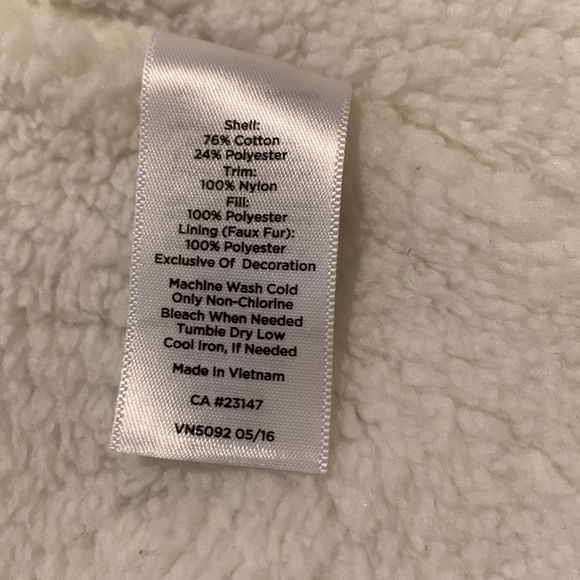 Shell:
76% Cotton
24% Polyester
Trim:
100% Nylon
Fill:
100% Polyester
Lining (Faux Fur):
100% Polyester
Exclusive Of Decoration
Machine Wash Cold
Only Non-Chlorine
Bleach When Needed
Tumble Dry Low
Cool Iron, If Needed
Made In Vietnam
CA #23147
VN5092 05/16